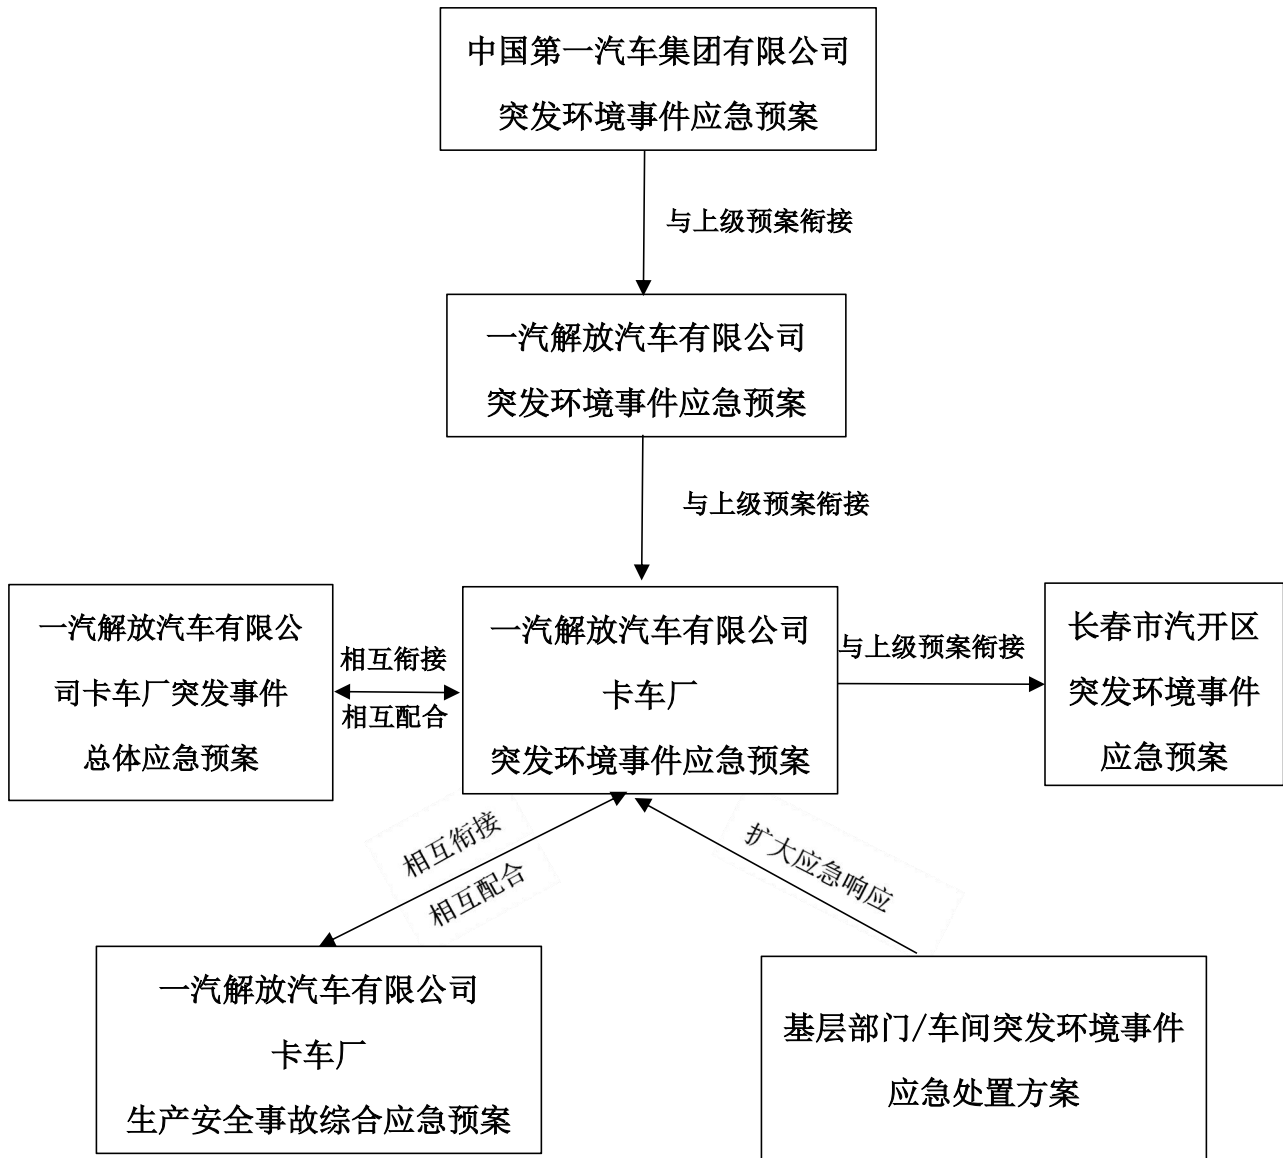 中国第一汽车集团有限公司
突发环境事件应急预案
与上级预案衔接
一汽解放汽车有限公司
突发环境事件应急预案
与上级预案衔接
一汽解放汽车有限公
司卡车厂突发事件
总体应急预案
相互衔接
相互配合
一汽解放汽车有限公司
卡车厂
突发环境事件应急预案
与上级预案衔接
长春市汽开区
突发环境事件
应急预案
相互衔接
相互配合
扩大应急响应
一汽解放汽车有限公司
卡车厂
生产安全事故综合应急预案
基层部门/车间突发环境事件
应急处置方案